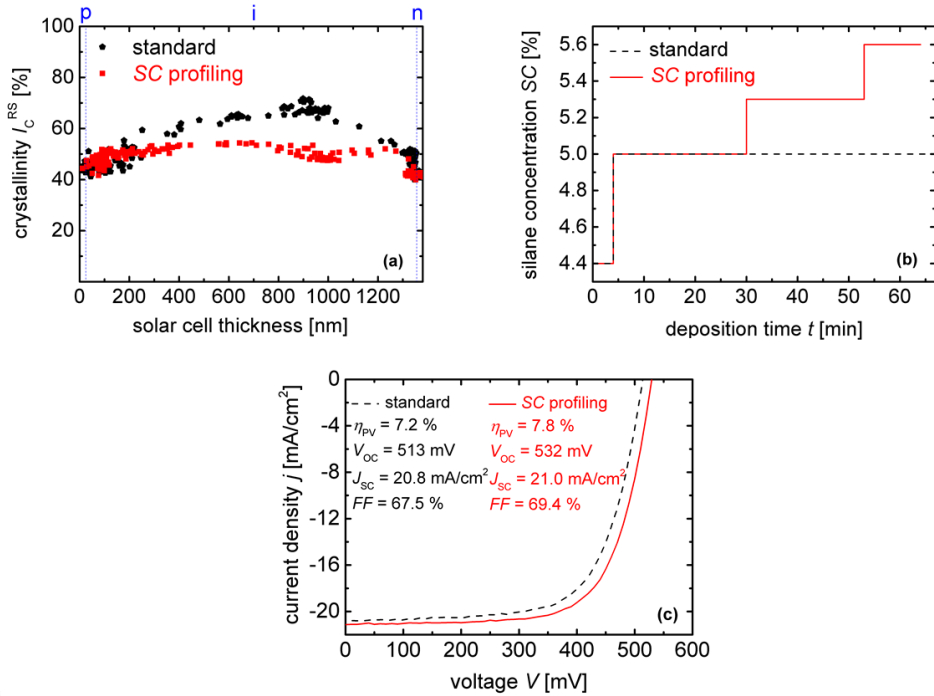 p i n
100
80
60
40
20
standard
SC profiling
(a)
crystallinity I_C^RS [%]
0 200 400 600 800 1000 1200
solar cell thickness [nm]
5.6
5.4
5.2
5.0
4.8
4.6
4.4
standard
SC profiling
(b)
silane concentration SC [%]
0 10 20 30 40 50 60
deposition time t [min]
0
-4
-8
-12
-16
-20
standard SC profiling
η_PV = 7.2 % η_PV = 7.8 %
V_OC = 513 mV V_OC = 532 mV
J_SC = 20.8 mA/cm² J_SC = 21.0 mA/cm²
FF = 67.5 % FF = 69.4 %
(c)
current density j [mA/cm²]
0 100 200 300 400 500 600
voltage V [mV]